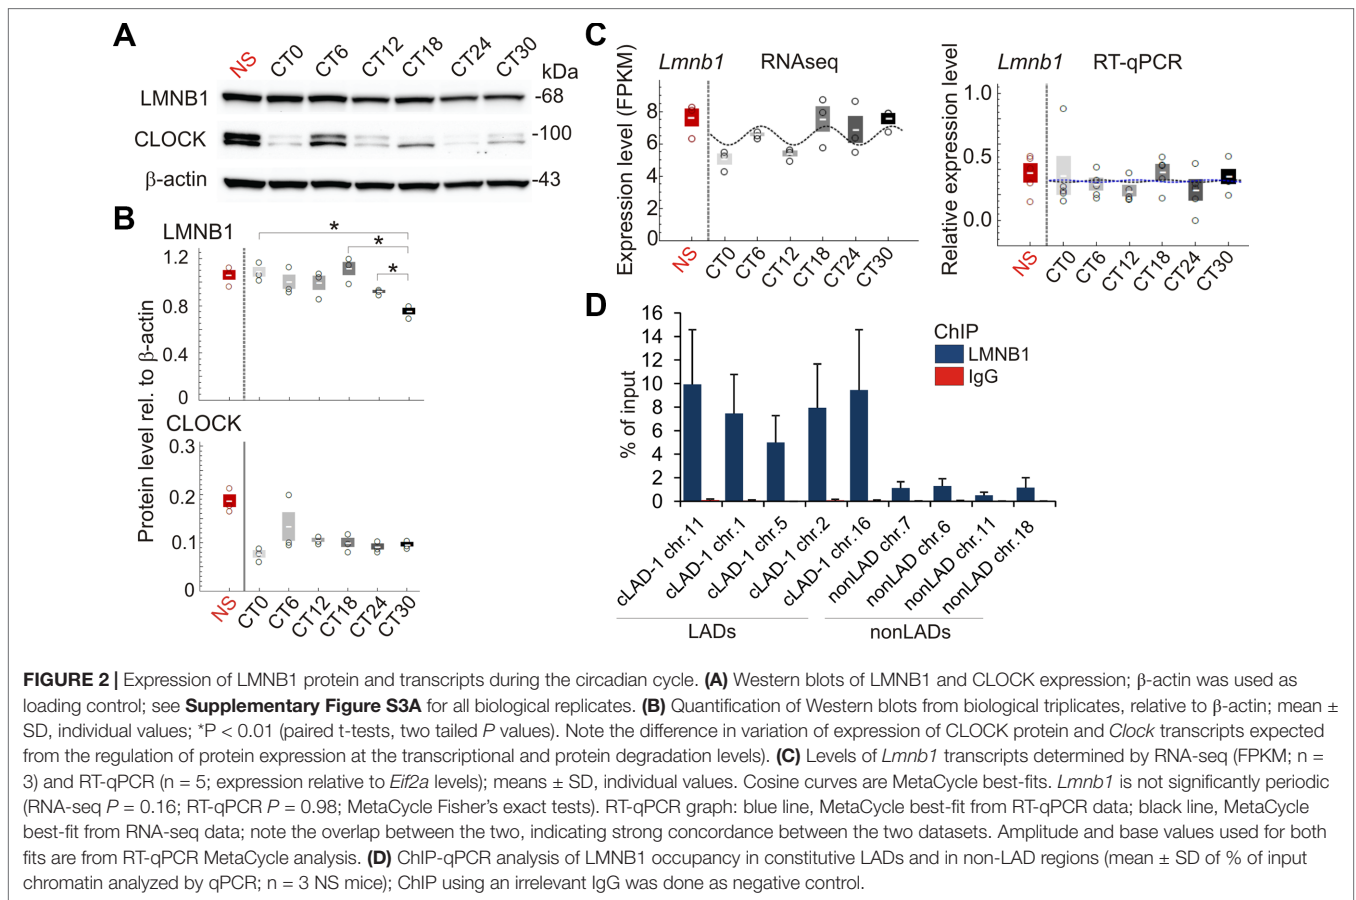 A
NS CT0 CT6 CT12 CT18 CT24 CT30
kDa
LMNB1 -68
CLOCK -100
β-actin -43
B
LMNB1
* * *
1.2
0.8
0.4
0
Protein level rel. to β-actin
CLOCK
0.3
0.2
0.1
0
NS CT0 CT6 CT12 CT18 CT24 CT30
C
Lmnb1 RNAseq
Expression level (FPKM)
8
6
4
2
0
NS CT0 CT6 CT12 CT18 CT24 CT30
Lmnb1 RT-qPCR
Relative expression level
1.0
0.5
0.0
NS CT0 CT6 CT12 CT18 CT24 CT30
D
% of input
16
14
12
10
8
6
4
2
0
ChIP
LMNB1
IgG
cLAD-1 chr.11
cLAD-1 chr.1
cLAD-1 chr.5
cLAD-1 chr.2
cLAD-1 chr.16
nonLAD chr.7
nonLAD chr.6
nonLAD chr.11
nonLAD chr.18
LADs nonLADs
FIGURE 2 | Expression of LMNB1 protein and transcripts during the circadian cycle. (A) Western blots of LMNB1 and CLOCK expression; β-actin was used as
loading control; see Supplementary Figure S3A for all biological replicates. (B) Quantification of Western blots from biological triplicates, relative to β-actin; mean ±
SD, individual values; *P < 0.01 (paired t-tests, two tailed P values). Note the difference in variation of expression of CLOCK protein and Clock transcripts expected
from the regulation of protein expression at the transcriptional and protein degradation levels). (C) Levels of Lmnb1 transcripts determined by RNA-seq (FPKM; n =
3) and RT-qPCR (n = 5; expression relative to Eif2a levels); means ± SD, individual values. Cosine curves are MetaCycle best-fits. Lmnb1 is not significantly periodic
(RNA-seq P = 0.16; RT-qPCR P = 0.98; MetaCycle Fisher's exact tests). RT-qPCR graph: blue line, MetaCycle best-fit from RT-qPCR data; black line, MetaCycle
best-fit from RNA-seq data; note the overlap between the two, indicating strong concordance between the two datasets. Amplitude and base values used for both
fits are from RT-qPCR MetaCycle analysis. (D) ChIP-qPCR analysis of LMNB1 occupancy in constitutive LADs and in non-LAD regions (mean ± SD of % of input
chromatin analyzed by qPCR; n = 3 NS mice); ChIP using an irrelevant IgG was done as negative control.